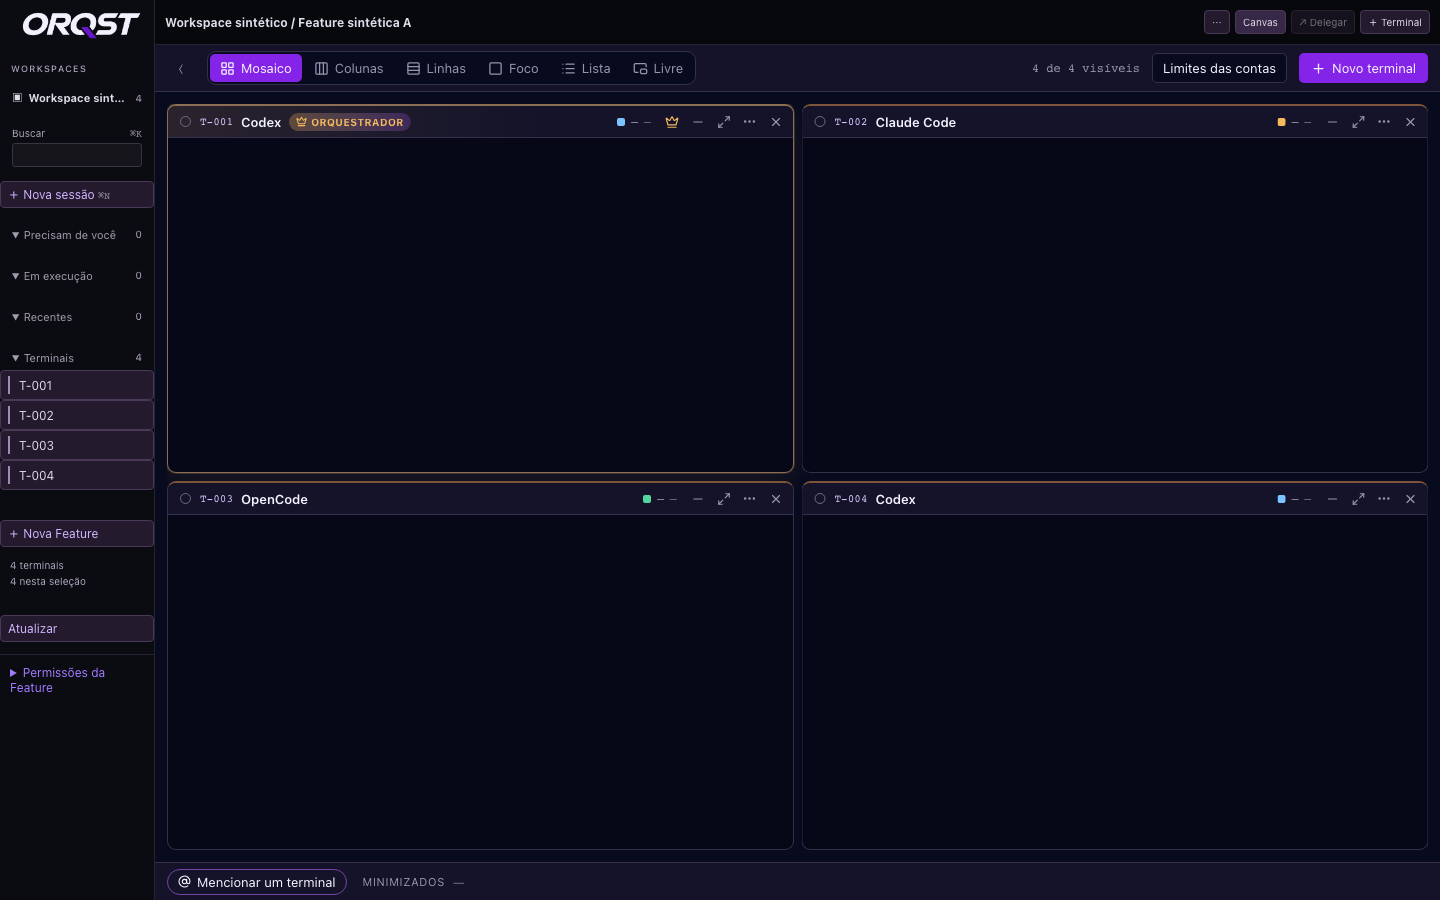 ORQST
Workspace sintético / Feature sintética A
···
Canvas
↗ Delegar
+ Terminal
WORKSPACES
Workspace sint... 4
Buscar ⌘K
+ Nova sessão ⌘N
▼ Precisam de você 0
▼ Em execução 0
▼ Recentes 0
▼ Terminais 4
T-001
T-002
T-003
T-004
+ Nova Feature
4 terminais
4 nesta seleção
Atualizar
▶ Permissões da
Feature
Mosaico
Colunas
Linhas
Foco
Lista
Livre
4 de 4 visíveis
Limites das contas
+ Novo terminal
T-001 Codex ORQUESTRADOR — —
T-002 Claude Code — —
T-003 OpenCode — —
T-004 Codex — —
@ Mencionar um terminal
MINIMIZADOS —